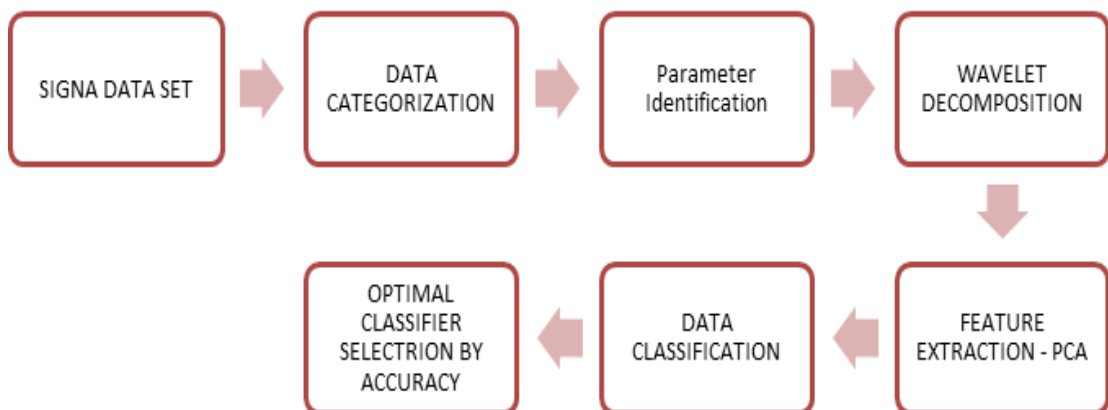 SIGNA DATA SET
DATA
CATEGORIZATION
Parameter
Identification
WAVELET
DECOMPOSITION
FEATURE
EXTRACTION - PCA
DATA
CLASSIFICATION
OPTIMAL
CLASSIFIER
SELECTRION BY
ACCURACY